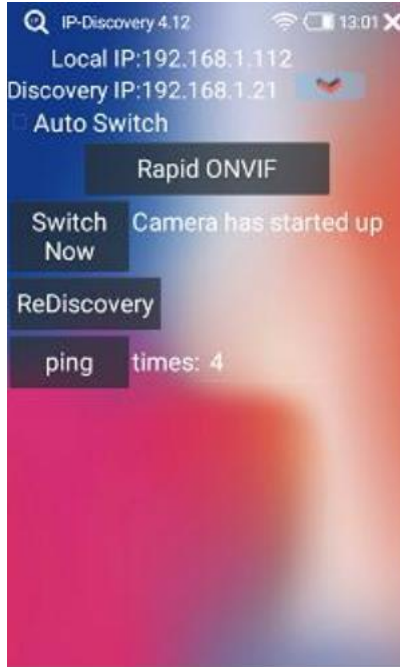 IP-Discovery 4.12 13:01
Local IP:192.168.1.112
Discovery IP:192.168.1.21
Auto Switch
Rapid ONVIF
Switch Now
Camera has started up
ReDiscovery
ping times: 4